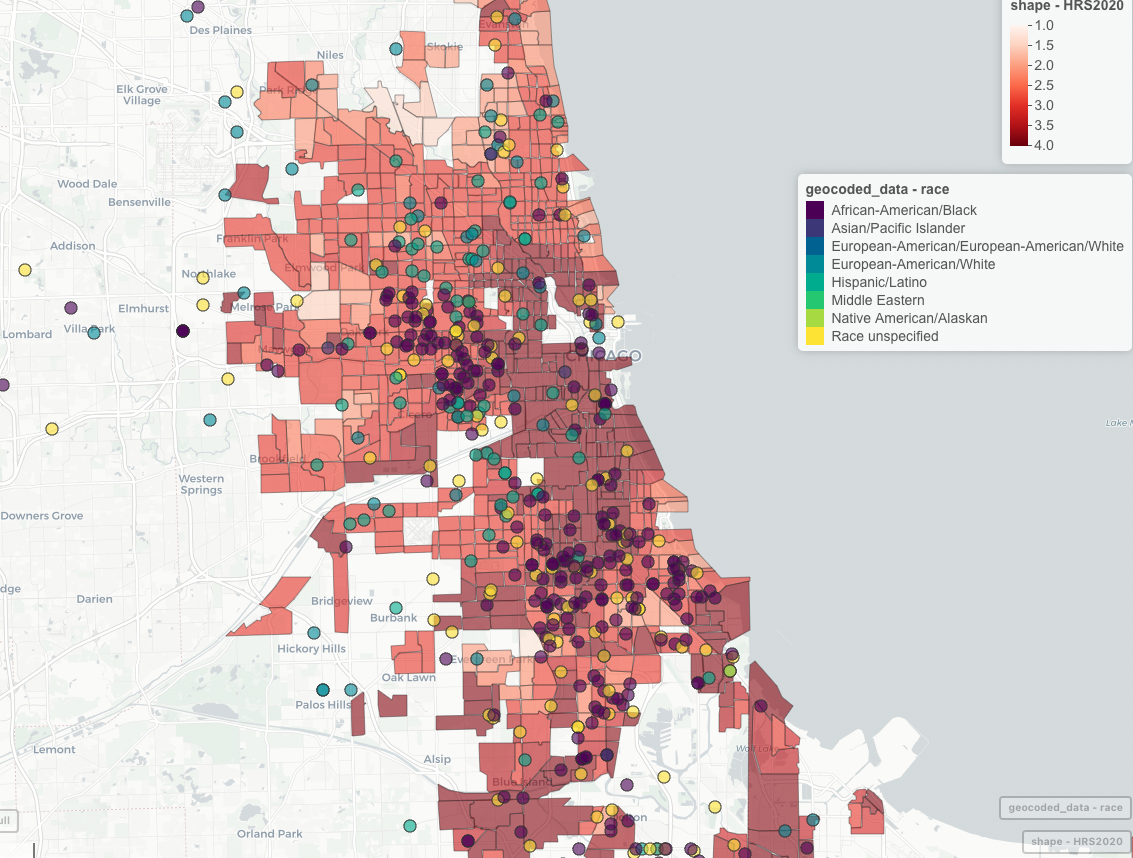 shape - HRS2020
1.0
1.5
2.0
2.5
3.0
3.5
4.0
geocoded_data - race
African-American/Black
Asian/Pacific Islander
European-American/European-American/White
European-American/White
Hispanic/Latino
Middle Eastern
Native American/Alaskan
Race unspecified
Des Plaines
Evanston
Skokie
Niles
Elk Grove
Village
Park Ridge
Wood Dale
Bensenville
Franklin Park
Addison
Elmwood Park
Northlake
Elmhurst
Melrose Park
Lombard
Villa Park
Maywood
CHICAGO
Cicero
Lake M
Brookfield
Western
Springs
Downers Grove
dge
Darien
Bridgeview
Burbank
Hickory Hills
Evergreen Park
Oak Lawn
Palos Hills
Lemont
Alsip
Wolf Lake
Blue Island
geocoded_data - race
ull
Orland Park
lton
shape - HRS2020